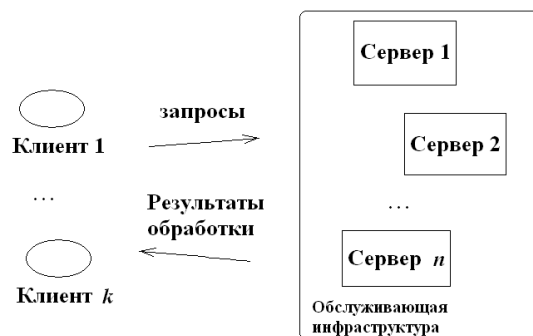 Сервер 1
запросы
Клиент 1
Сервер 2
...
Результаты
обработки
...
Сервер n
Клиент k
Обслуживающая
инфраструктура